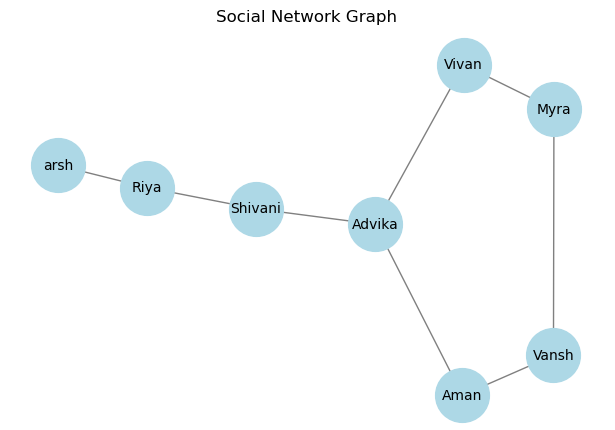 Social Network Graph
Vivan
Myra
arsh
Riya
Shivani
Advika
Vansh
Aman